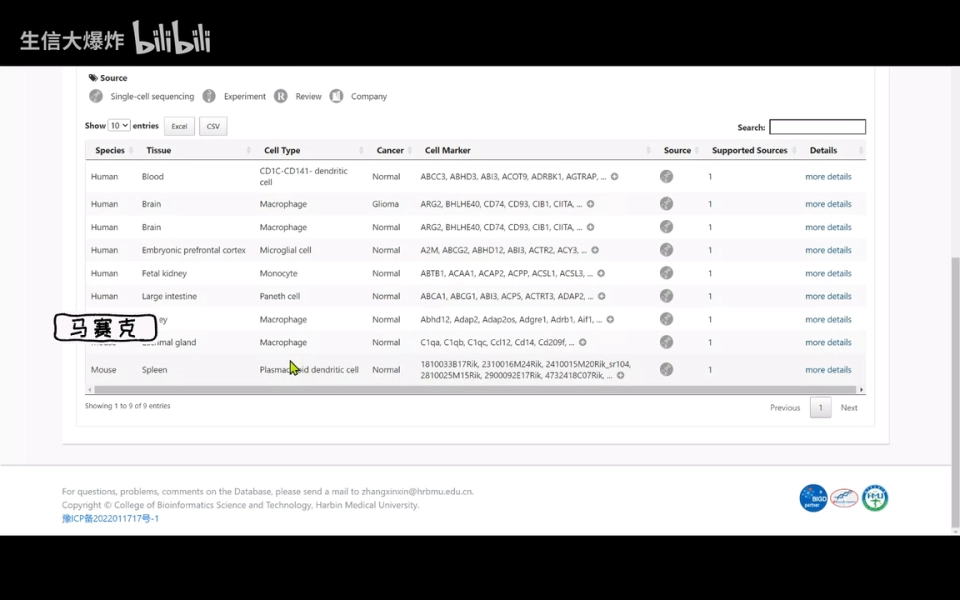 生信大爆炸 bilibili
Source
Single-cell sequencing Experiment R Review Company
Show 10 entries Excel CSV Search:
Species Tissue Cell Type Cancer Cell Marker Source Supported Sources Details
Human Blood CD1C-CD141- dendritic cell Normal ABCC3, ABHD3, ABI3, ACOT9, ADRBK1, AGTRAP, ... 1 more details
Human Brain Macrophage Glioma ARG2, BHLHE40, CD74, CD93, CIB1, CIITA, ... 1 more details
Human Brain Macrophage Normal ARG2, BHLHE40, CD74, CD93, CIB1, CIITA, ... 1 more details
Human Embryonic prefrontal cortex Microglial cell Normal A2M, ABCG2, ABHD12, ABI3, ACTR2, ACY3, ... 1 more details
Human Fetal kidney Monocyte Normal ABTB1, ACAA1, ACAP2, ACPP, ACSL1, ACSL3, ... 1 more details
Human Large intestine Paneth cell Normal ABCA1, ABCG1, ABI3, ACP5, ACTRT3, ADAP2, ... 1 more details
马赛克
ey Macrophage Normal Abhd12, Adap2, Adap2os, Adgre1, Adrb1, Aif1, ... 1 more details
mal gland Macrophage Normal C1qa, C1qb, C1qc, Ccl12, Cd14, Cd209f, ... 1 more details
Mouse Spleen Plasmacytoid dendritic cell Normal 1810033B17Rik, 2310016M24Rik, 2410015M20Rik_sr104,
2810025M15Rik, 2900092E17Rik, 4732418C07Rik, ... 1 more details
Showing 1 to 9 of 9 entries Previous 1 Next
For questions, problems, comments on the Database, please send a mail to zhangxinxin@hrbmu.edu.cn.
Copyright © College of Bioinformatics Science and Technology, Harbin Medical University.
豫ICP备2022011717号-1
BIGD partner
HMU